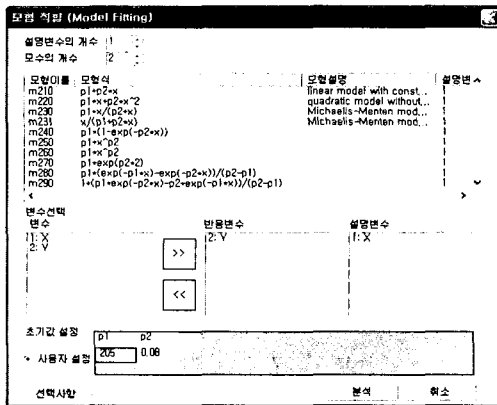 모형 적합 (Model Fitting)
설명변수의 개수 1
모수의 개수 2
모형이름 모형식 모형설명 설명변
m210 p1+p2*x linear model with const...
m220 p1*x+p2*x^2 quadratic model without...
m230 p1*x/(p2+x) Michaelis-Menten mod...
m231 x/(p1+p2*x) Michaelis-Menten mod...
m240 p1*(1-exp(-p2*x))
m250 p1*x^p2
m260 p1*x^p2
m270 p1*exp(p2*2)
m280 p1*(exp(-p1*x)-exp(-p2*x))/(p2-p1)
m290 1+(p1*exp(-p2*x)-p2*exp(-p1*x))/(p2-p1)
변수선택
변수 반응변수 설명변수
1: X 2: Y 1: X
2: Y
>>
<<
초기값 설정
p1 p2
사용자 설정 205 0.08
선택사항 분석 취소